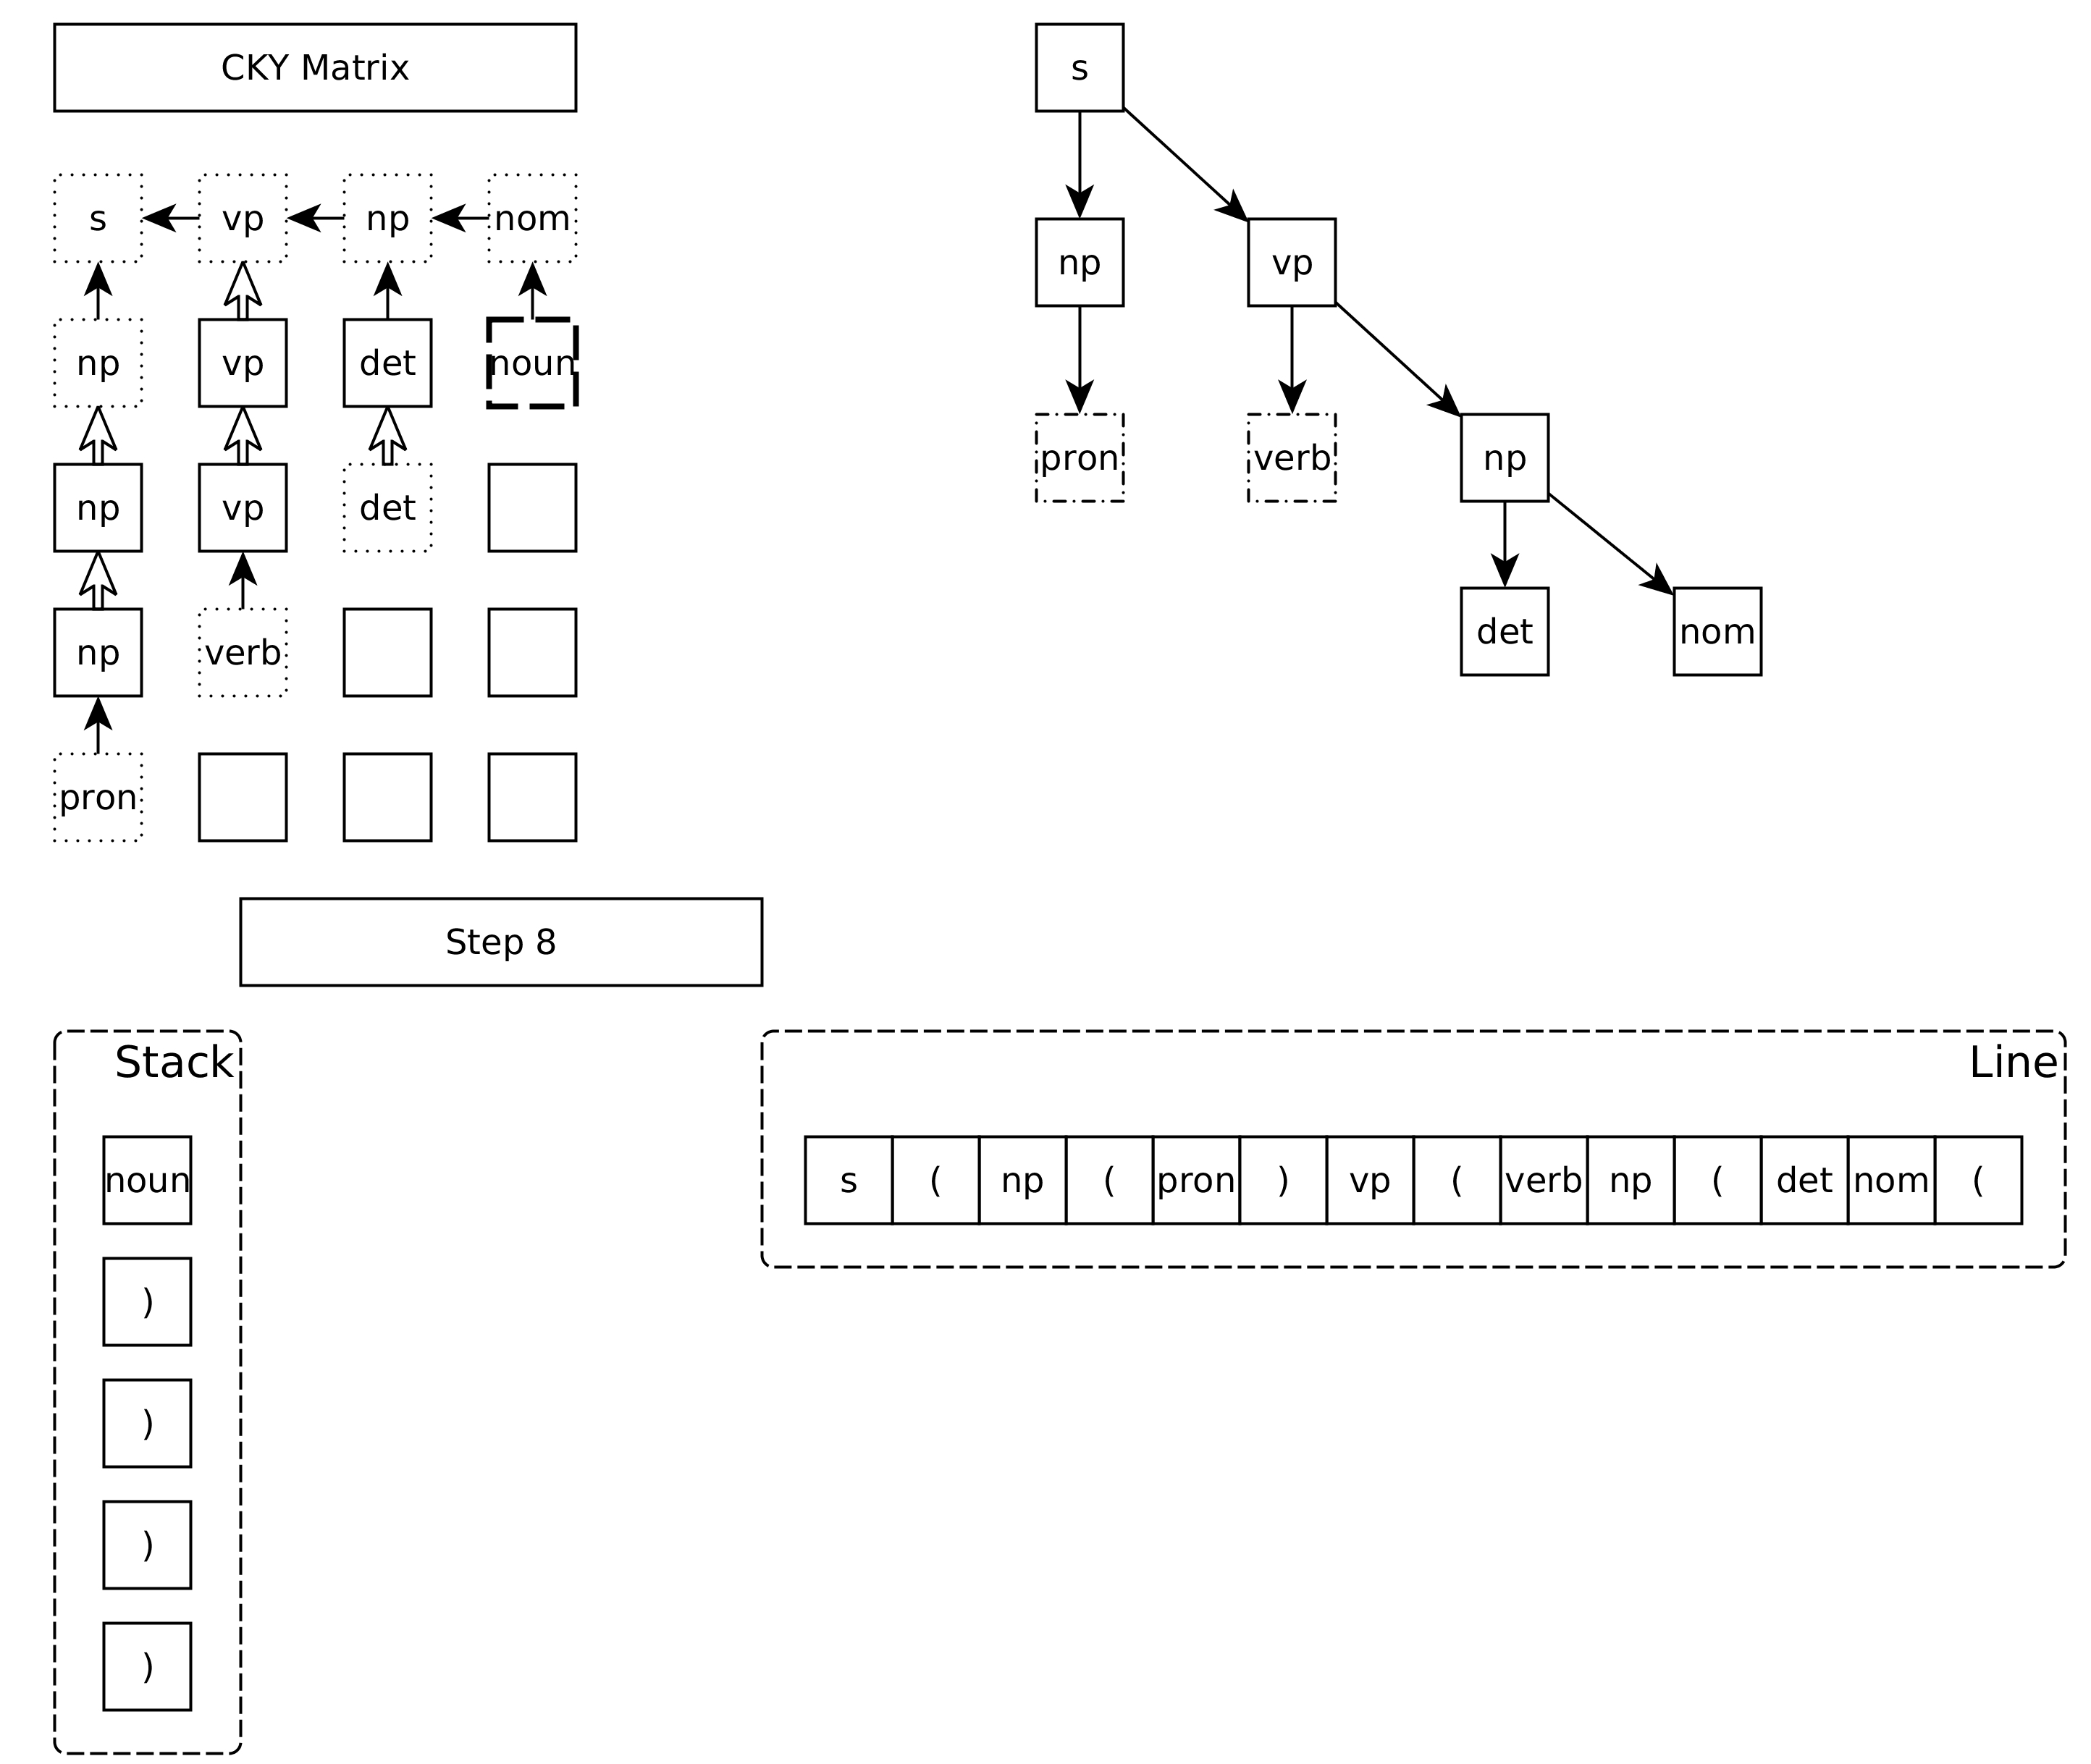 CKY Matrix
s vp np nom
np vp det noun
np vp det
np verb
pron
s
np vp
pron verb np
det nom
Step 8
Stack
noun
)
)
)
)
Line
s ( np ( pron ) vp ( verb np ( det nom (